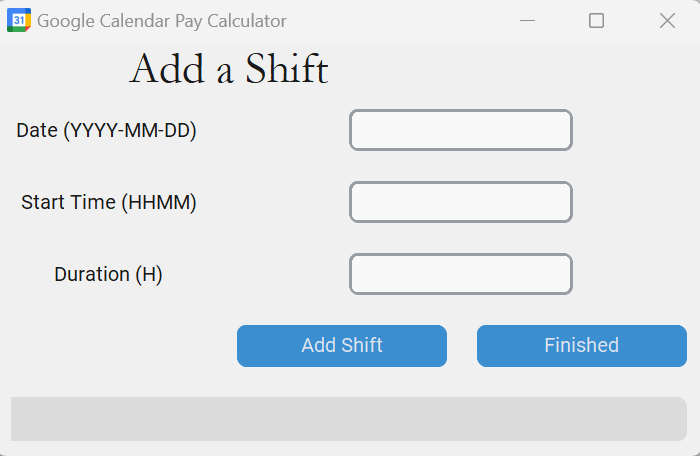 31 Google Calendar Pay Calculator
Add a Shift
Date (YYYY-MM-DD)
Start Time (HHMM)
Duration (H)
Add Shift Finished